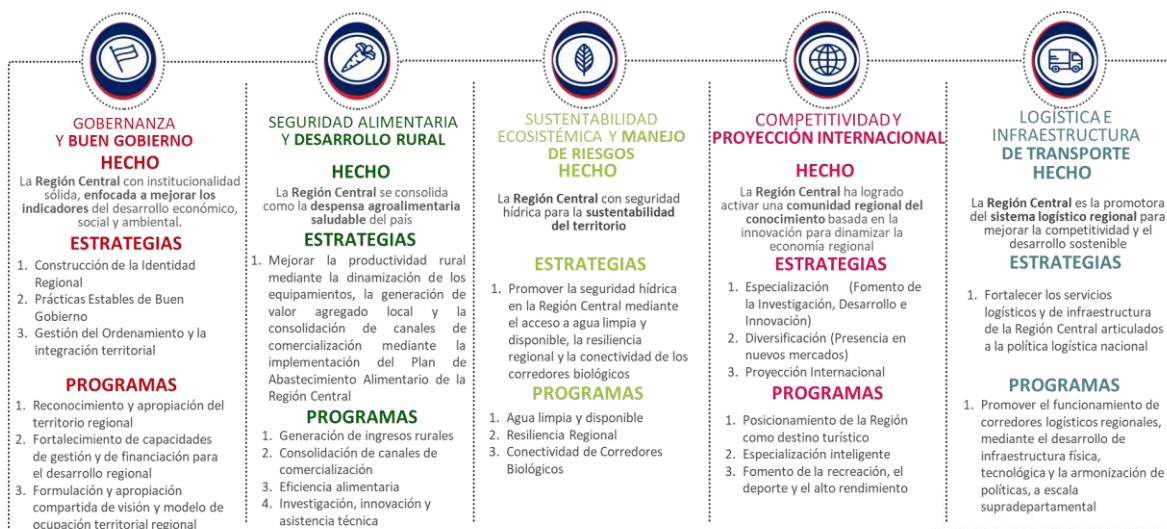 GOBERNANZA
Y BUEN GOBIERNO
HECHO
La Región Central con institucionalidad
sólida, enfocada a mejorar los
indicadores del desarrollo económico,
social y ambiental.
ESTRATEGIAS
1. Construcción de la Identidad
Regional
2. Prácticas Estables de Buen
Gobierno
3. Gestión del Ordenamiento y la
integración territorial
PROGRAMAS
1. Reconocimiento y apropiación del
territorio regional
2. Fortalecimiento de capacidades
de gestión y de financiación para
el desarrollo regional
3. Formulación y apropiación
compartida de visión y modelo de
ocupación territorial regional
SEGURIDAD ALIMENTARIA
Y DESARROLLO RURAL
HECHO
La Región Central se consolida
como la despensa agroalimentaria
saludable del país
ESTRATEGIAS
1. Mejorar la productividad rural
mediante la dinamización de los
equipamientos, la generación de
valor agregado local y la
consolidación de canales de
comercialización mediante la
implementación del Plan de
Abastecimiento Alimentario de la
Región Central
PROGRAMAS
1. Generación de ingresos rurales
2. Consolidación de canales de
comercialización
3. Eficiencia alimentaria
4. Investigación, innovación y
asistencia técnica
SUSTENTABILIDAD
ECOSISTÉMICA Y MANEJO
DE RIESGOS
HECHO
La Región Central con seguridad
hídrica para la sustentabilidad
del territorio
ESTRATEGIAS
1. Promover la seguridad hídrica
en la Región Central mediante
el acceso a agua limpia y
disponible, la resiliencia
regional y la conectividad de los
corredores biológicos
PROGRAMAS
1. Agua limpia y disponible
2. Resiliencia Regional
3. Conectividad de Corredores
Biológicos
COMPETITIVIDAD Y
PROYECCIÓN INTERNACIONAL
HECHO
La Región Central ha logrado
activar una comunidad regional del
conocimiento basada en la
innovación para dinamizar la
economía regional
ESTRATEGIAS
1. Especialización (Fomento de
la Investigación, Desarrollo e
Innovación)
2. Diversificación (Presencia en
nuevos mercados)
3. Proyección Internacional
PROGRAMAS
1. Posicionamiento de la Región
como destino turístico
2. Especialización inteligente
3. Fomento de la recreación, el
deporte y el alto rendimiento
LOGÍSTICA E
INFRAESTRUCTURA
DE TRANSPORTE
HECHO
La Región Central es la promotora
del sistema logístico regional para
mejorar la competitividad y el
desarrollo sostenible
ESTRATEGIAS
1. Fortalecer los servicios
logísticos y de infraestructura
de la Región Central articulados
a la política logística nacional
PROGRAMAS
1. Promover el funcionamiento de
corredores logísticos regionales,
mediante el desarrollo de
infraestructura física,
tecnológica y la armonización de
políticas, a escala
supradepartamental